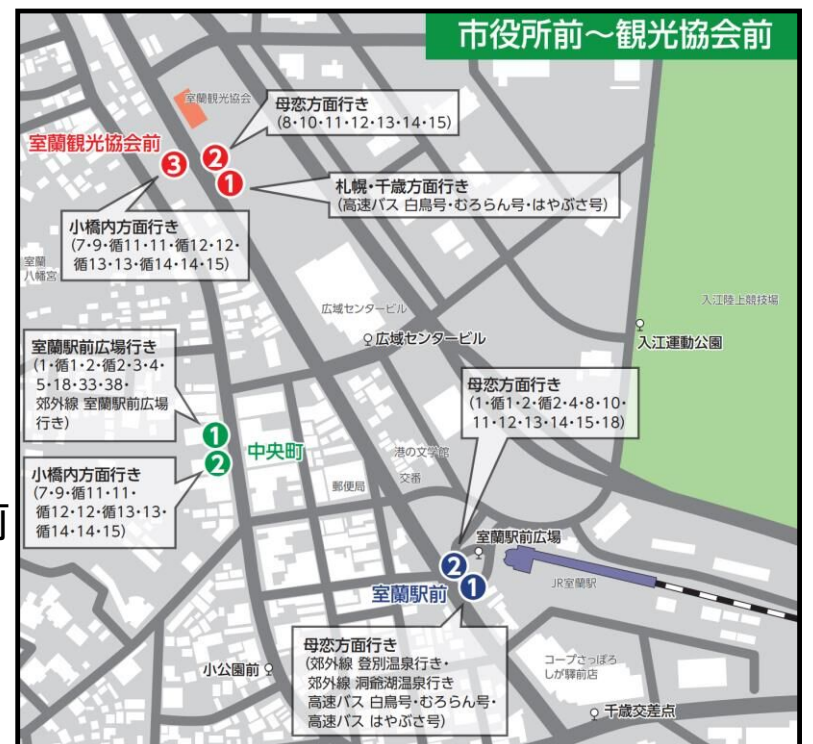 市役所前～観光協会前
室蘭観光協会
母恋方面行き
(8・10・11・12・13・14・15)
室蘭観光協会前
3
2
1
札幌・千歳方面行き
(高速バス 白鳥号・むろらん号・はやぶさ号)
小橋内方面行き
(7・9・循11・11・循12・12・
循13・13・循14・14・15)
室蘭
八幡宮
広域センタービル
広域センタービル
入江陸上競技場
入江運動公園
室蘭駅前広場行き
(1・循1・2・循2・3・4・
5・18・33・38・
郊外線 室蘭駅前広場
行き)
1
2
中央町
小橋内方面行き
(7・9・循11・11・
循12・12・循13・13・
循14・14・15)
前
母恋方面行き
(1・循1・2・循2・4・8・10・
11・12・13・14・15・18)
港の文学館
交番
郵便局
室蘭駅前広場
2
1
室蘭駅前
JR室蘭駅
母恋方面行き
(郊外線 登別温泉行き・
郊外線 洞爺湖温泉行き
高速バス 白鳥号・むろらん号・
高速バス はやぶさ号)
小公園前
コープさっぽろ
しが驛前店
千歳交差点